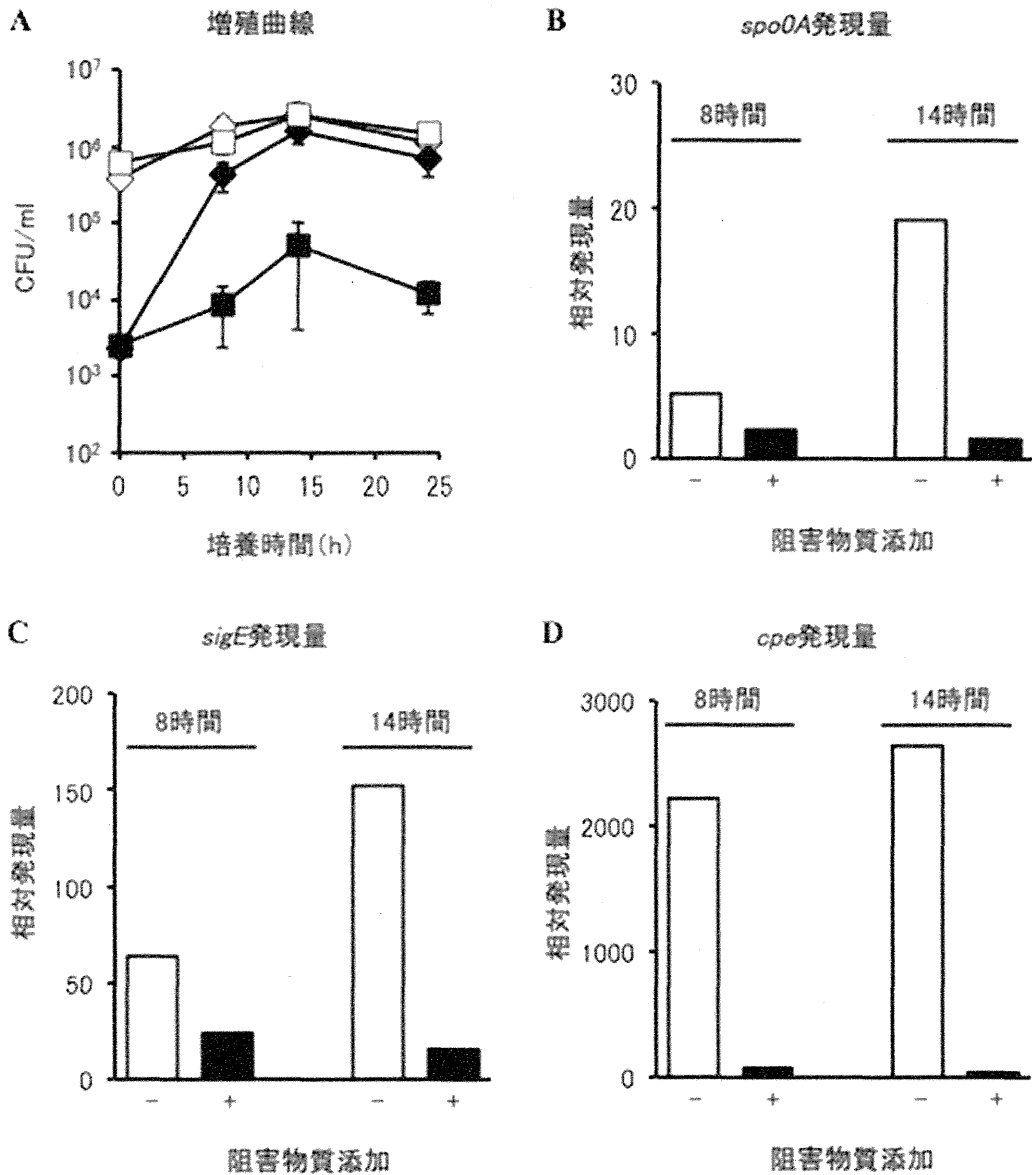 A 増殖曲線
10⁷
10⁶
10⁵
10⁴
10³
10²
CFU/ml
0 5 10 15 20 25
培養時間(h)
B spo0A発現量
30
20
10
0
相対発現量
8時間 14時間
- + - +
阻害物質添加
C sigE発現量
200
150
100
50
0
相対発現量
8時間 14時間
- + - +
阻害物質添加
D cpe発現量
3000
2000
1000
0
相対発現量
8時間 14時間
- + - +
阻害物質添加